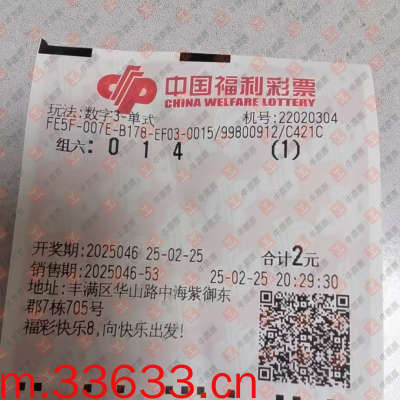 中国福利彩票
CHINA WELFARE LOTTERY
玩法:数字3-单式 机号:22020304
FE5F-007E-B178-EF03-0015/99800912/C421C
组六: 0 1 4 (1)
开奖期:2025046 25-02-25 合计2元
销售期:2025046-53 25-02-25 20:29:30
地址:丰满区华山路中海紫御东
郡7栋705号
福彩快乐8,向快乐出发!
m.33633.cn